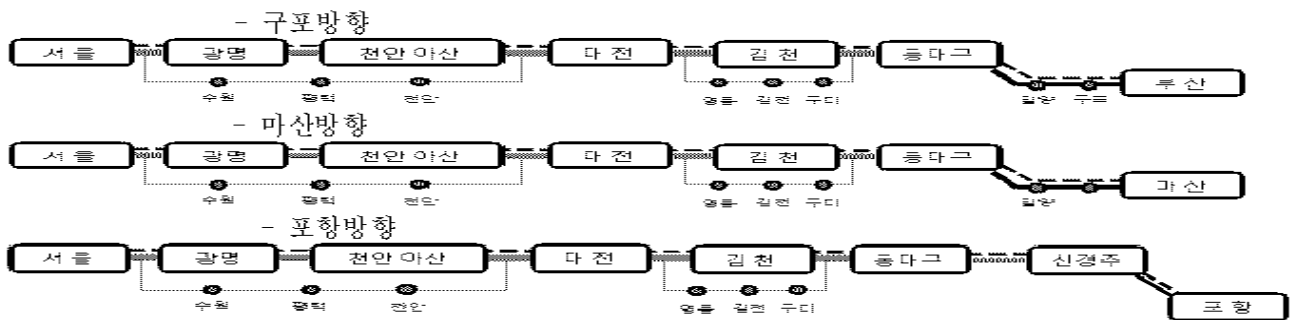 - 구포방향
서 울 광명 천안 아산 대 전 김 천 동대구 부 산
수원 평택 천안 영동 김천 구미 밀양 구포
- 마산방향
서 울 광명 천안 아산 대 전 김 천 동대구 마 산
수원 평택 천안 영동 김천 구미 밀양
- 포항방향
서 울 광명 천안 아산 대 전 김 천 동대구 신경주
수원 평택 천안 영동 김천 구미
포 항